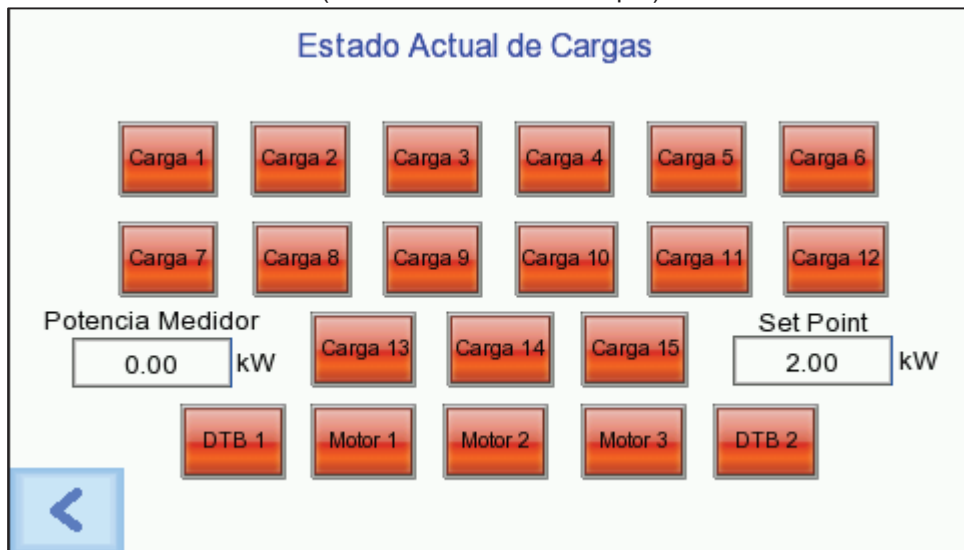 Estado Actual de Cargas
Carga 1 Carga 2 Carga 3 Carga 4 Carga 5 Carga 6
Carga 7 Carga 8 Carga 9 Carga 10 Carga 11 Carga 12
Potencia Medidor
0.00 kW
Carga 13 Carga 14 Carga 15
Set Point
2.00 kW
DTB 1 Motor 1 Motor 2 Motor 3 DTB 2